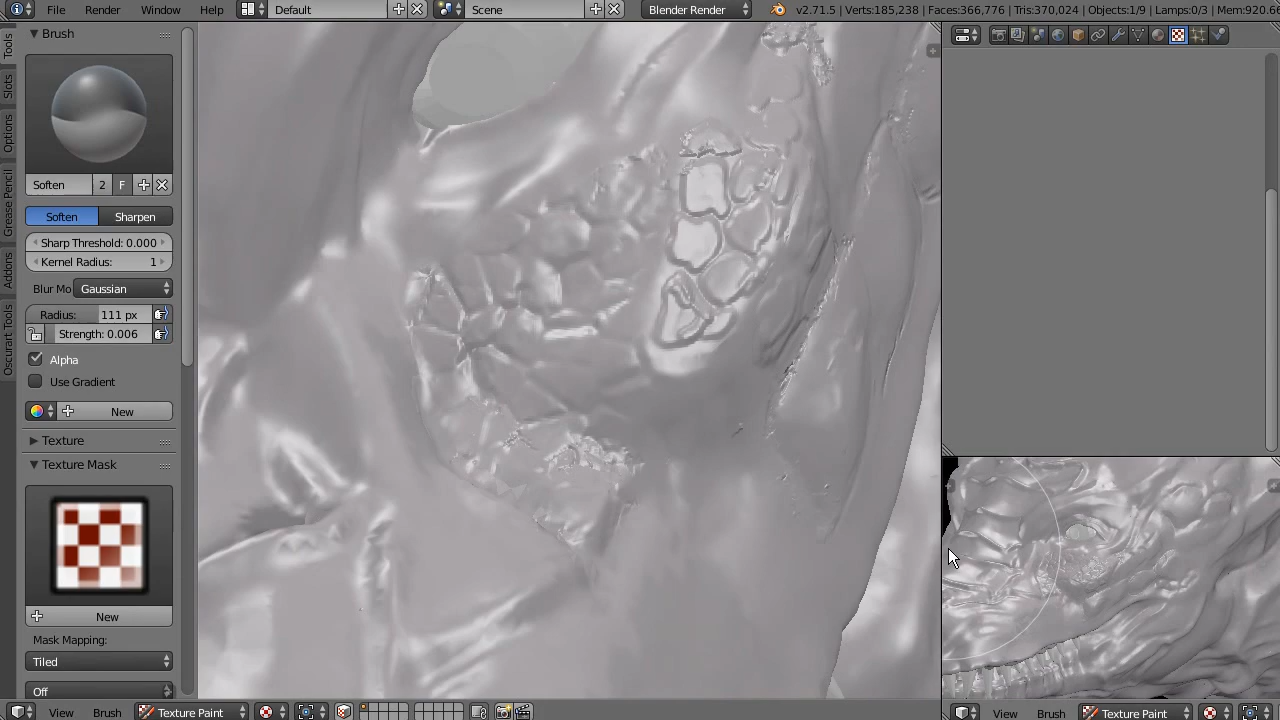 File Render Window Help Default Scene Blender Render v2.71.5 | Verts:185,238 | Faces:366,776 | Tris:370,024 | Objects:1/9 | Lamps:0/3 | Mem:920.6
Tools
Slots
Options
Grease Pencil
Addons
Oscurart Tools
Brush
Soften 2 F
Soften Sharpen
Sharp Threshold: 0.000
Kernel Radius: 1
Blur Mo Gaussian
Radius: 111 px
Strength: 0.006
Alpha
Use Gradient
New
Texture
Texture Mask
New
Mask Mapping:
Tiled
Off
View Brush Texture Paint
View Brush Texture Paint